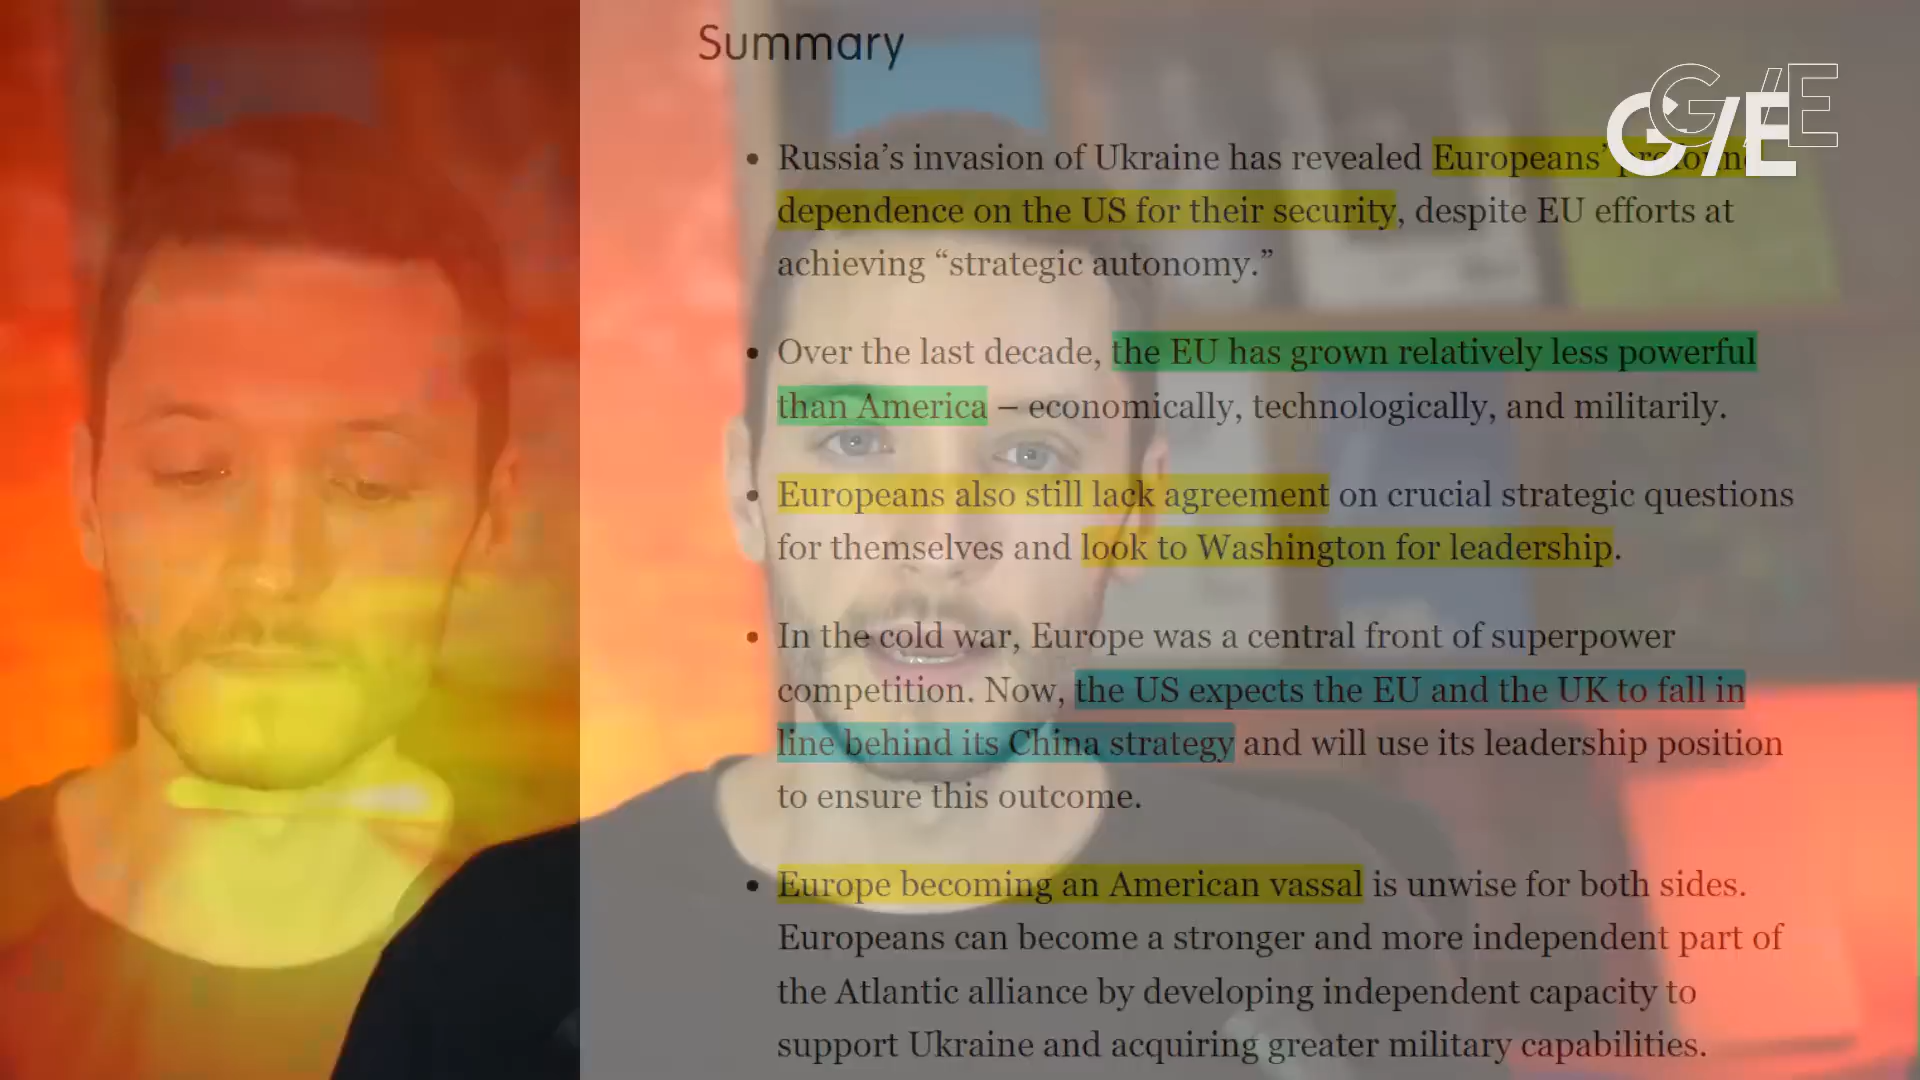 Summary
G/E
G/E
• Russia’s invasion of Ukraine has revealed Europeans’
dependence on the US for their security, despite EU efforts at
achieving “strategic autonomy.”
• Over the last decade, the EU has grown relatively less powerful
than America – economically, technologically, and militarily.
• Europeans also still lack agreement on crucial strategic questions
for themselves and look to Washington for leadership.
• In the cold war, Europe was a central front of superpower
competition. Now, the US expects the EU and the UK to fall in
line behind its China strategy and will use its leadership position
to ensure this outcome.
• Europe becoming an American vassal is unwise for both sides.
Europeans can become a stronger and more independent part of
the Atlantic alliance by developing independent capacity to
support Ukraine and acquiring greater military capabilities.